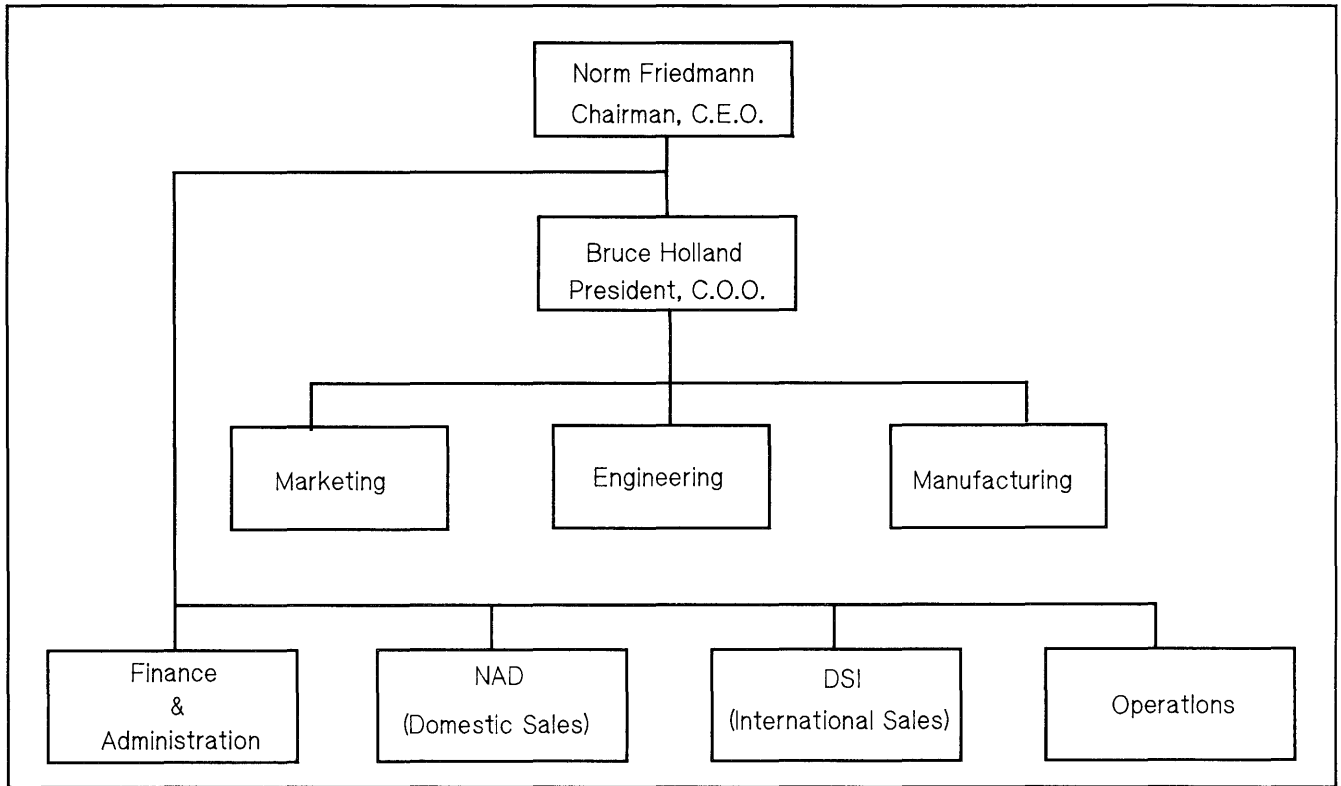 Norm Friedmann
Chairman, C.E.O.
Bruce Holland
President, C.O.O.
Marketing
Engineering
Manufacturing
Finance
&
Administration
NAD
(Domestic Sales)
DSI
(International Sales)
Operations